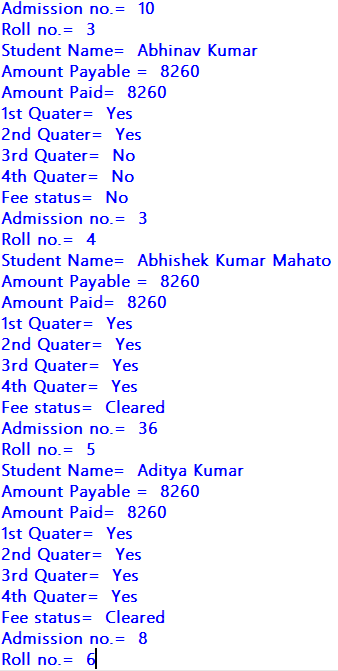 Admission no.=  10
Roll no.=  3
Student Name=  Abhinav Kumar
Amount Payable =  8260
Amount Paid=  8260
1st Quater=  Yes
2nd Quater=  Yes
3rd Quater=  No
4th Quater=  No
Fee status=  No
Admission no.=  3
Roll no.=  4
Student Name=  Abhishek Kumar Mahato
Amount Payable =  8260
Amount Paid=  8260
1st Quater=  Yes
2nd Quater=  Yes
3rd Quater=  Yes
4th Quater=  Yes
Fee status=  Cleared
Admission no.=  36
Roll no.=  5
Student Name=  Aditya Kumar
Amount Payable =  8260
Amount Paid=  8260
1st Quater=  Yes
2nd Quater=  Yes
3rd Quater=  Yes
4th Quater=  Yes
Fee status=  Cleared
Admission no.=  8
Roll no.=  6